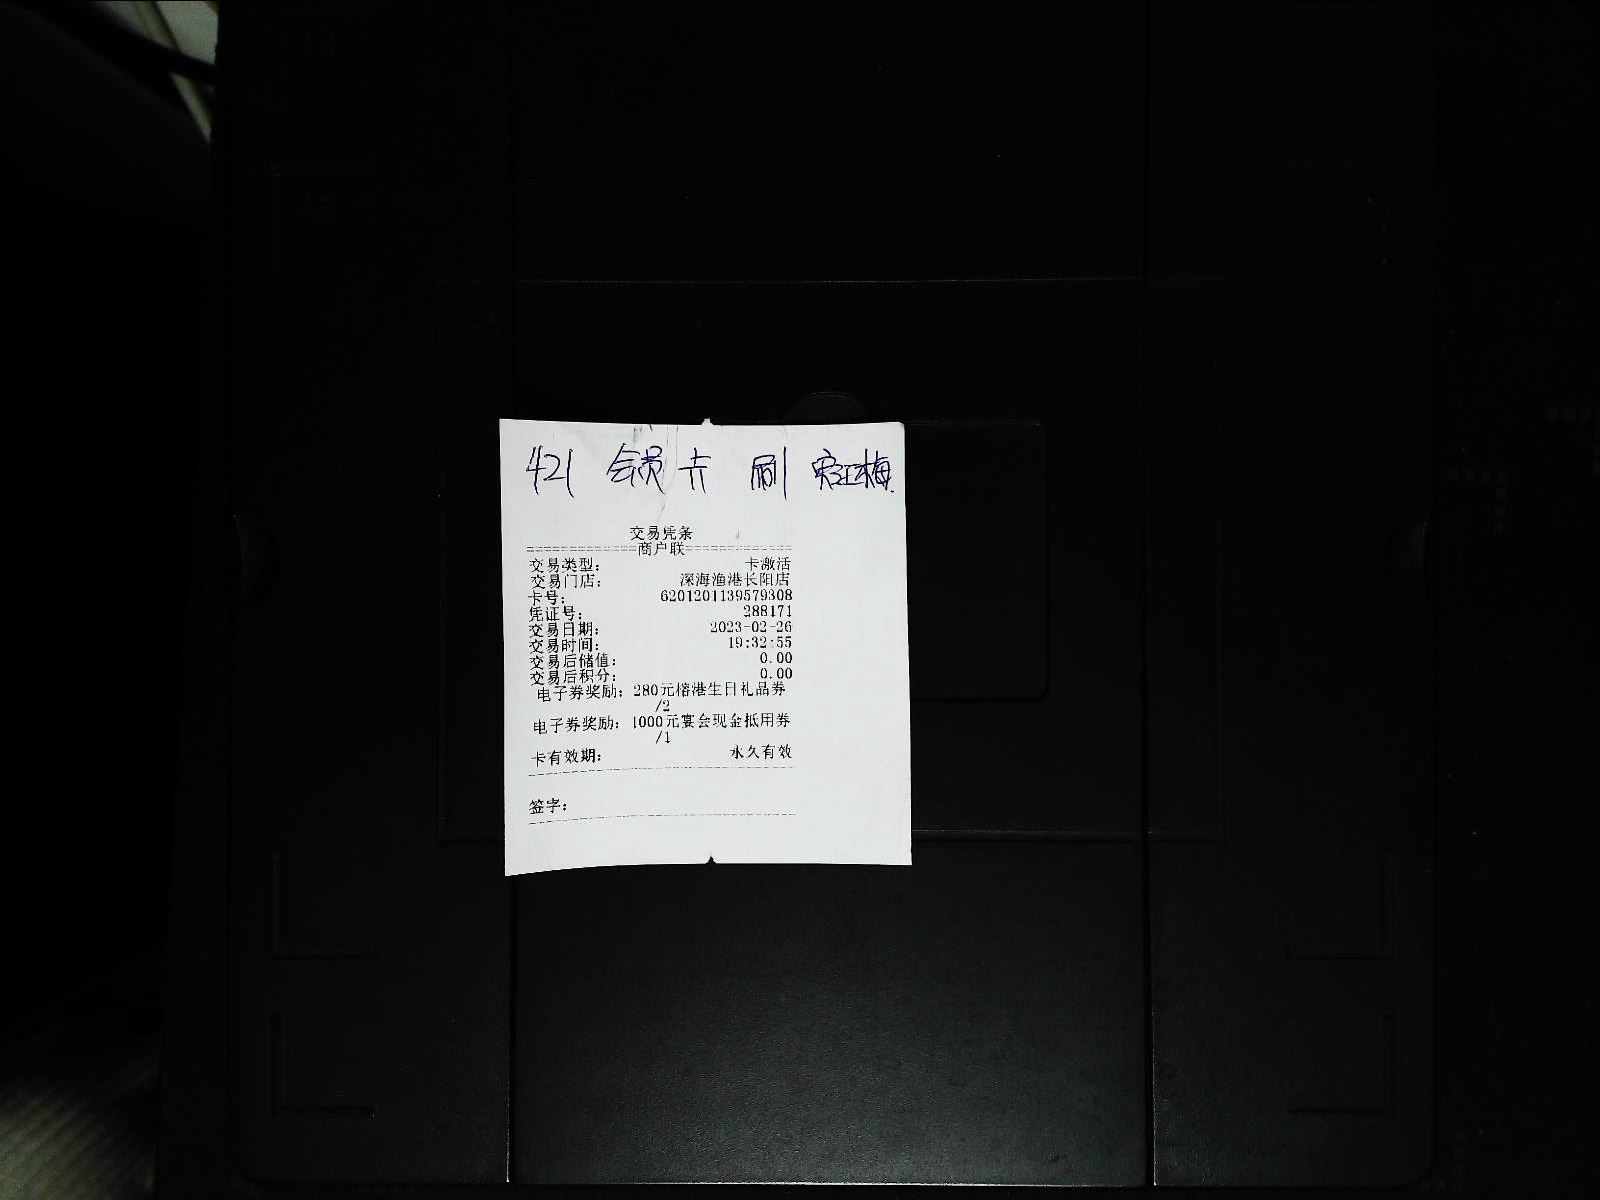 421 会员卡 刷
交易凭条
=============商户联=============
交易类型： 卡激活
交易门店： 深海渔港长阳店
卡号： 6201201139579308
凭证号： 288171
交易日期： 2023-02-26
交易时间： 19:32:55
交易后储值： 0.00
交易后积分： 0.00
电子券奖励：280元榕港生日礼品券
/2
电子券奖励：1000元宴会现金抵用券
/1
卡有效期： 永久有效
签字：